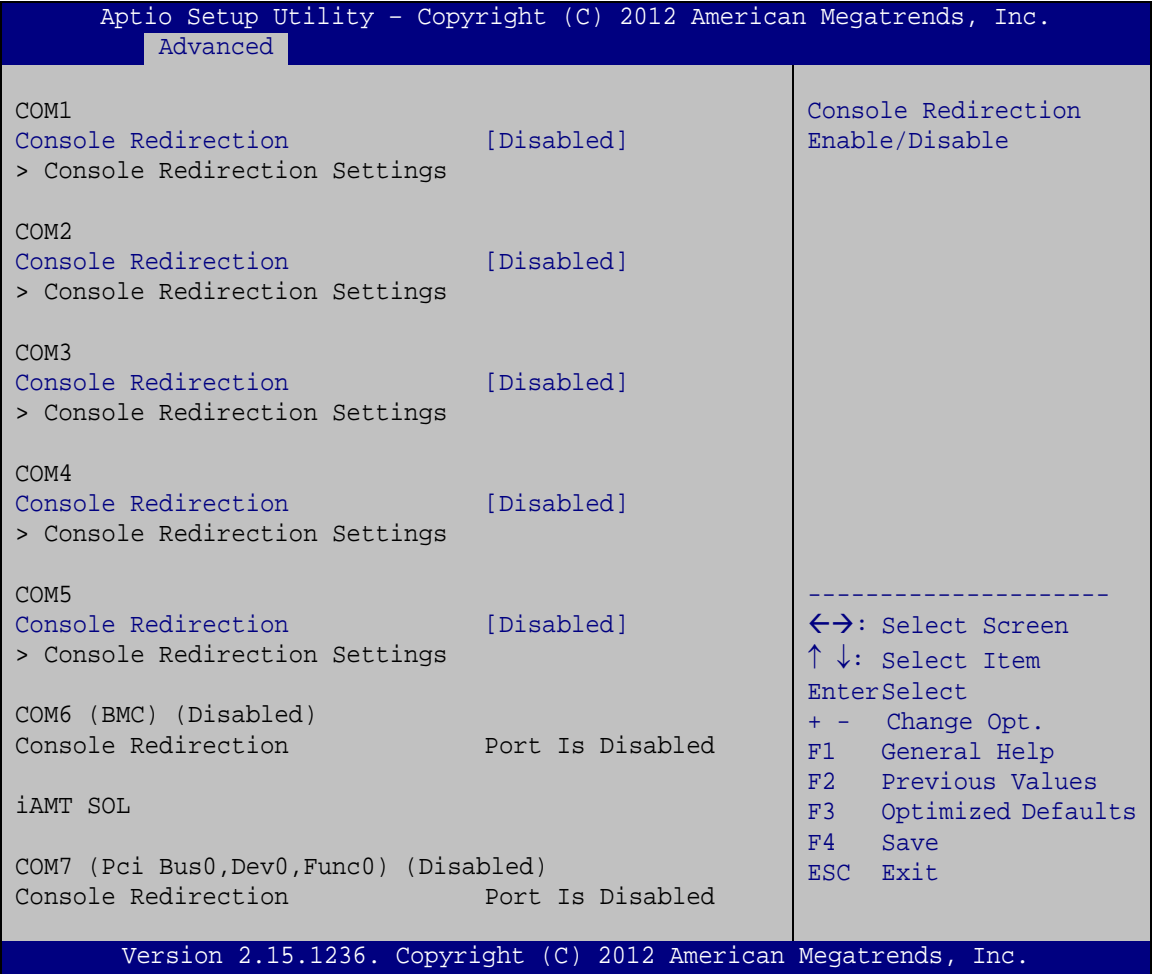 Aptio Setup Utility – Copyright (C) 2012 American Megatrends, Inc.
Advanced
COM1
Console Redirection [Disabled]
> Console Redirection Settings
COM2
Console Redirection [Disabled]
> Console Redirection Settings
COM3
Console Redirection [Disabled]
> Console Redirection Settings
COM4
Console Redirection [Disabled]
> Console Redirection Settings
COM5
Console Redirection [Disabled]
> Console Redirection Settings
COM6 (BMC) (Disabled)
Console Redirection Port Is Disabled
iAMT SOL
COM7 (Pci Bus0,Dev0,Func0) (Disabled)
Console Redirection Port Is Disabled
Console Redirection
Enable/Disable
---------------------
←→: Select Screen
↑ ↓: Select Item
EnterSelect
+ - Change Opt.
F1 General Help
F2 Previous Values
F3 Optimized Defaults
F4 Save
ESC Exit
Version 2.15.1236. Copyright (C) 2012 American Megatrends, Inc.